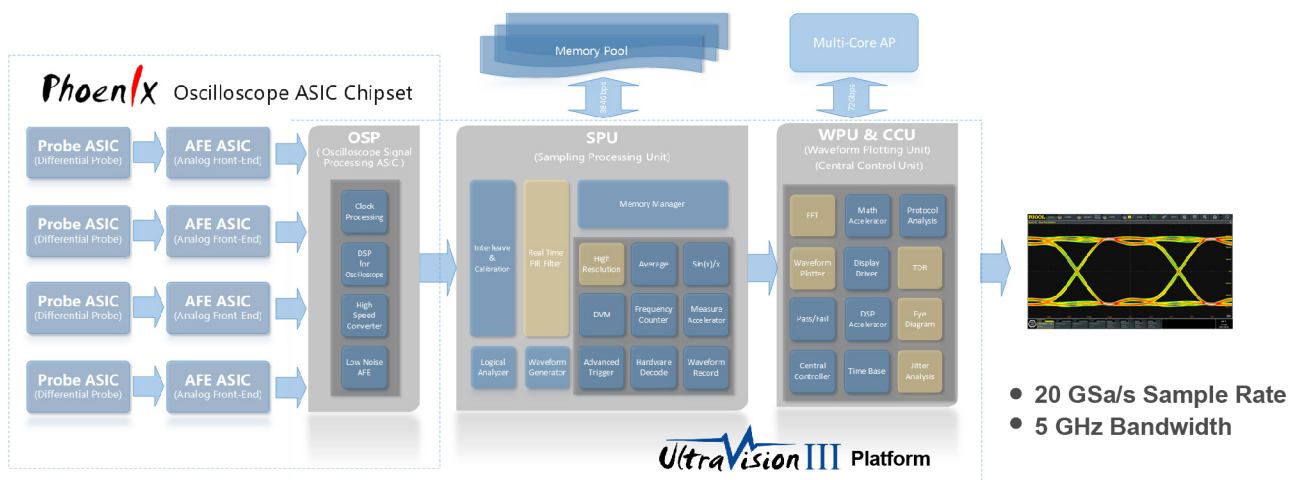 Memory Pool
Multi-Core AP
384Gbps
72Gbps
Phoenix Oscilloscope ASIC Chipset
Probe ASIC
(Differential Probe)
AFE ASIC
(Analog Front-End)
Probe ASIC
(Differential Probe)
AFE ASIC
(Analog Front-End)
Probe ASIC
(Differential Probe)
AFE ASIC
(Analog Front-End)
Probe ASIC
(Differential Probe)
AFE ASIC
(Analog Front-End)
OSP
( Oscilloscope Signal
Processing ASIC )
Clock
Processing
DSP
for
Oscilloscope
High
Speed
Converter
Low Noise
AFE
SPU
(Sampling Processing Unit)
Interleave
&
Calibration
Real Time
FIR Filter
Memory Manager
High
Resolution
Average
Sin(x)/x
DVM
Frequency
Counter
Measure
Accelerator
Logical
Analyzer
Waveform
Generator
Advanced
Trigger
Hardware
Decode
Waveform
Record
WPU & CCU
(Waveform Plotting Unit)
(Central Control Unit)
FFT
Math
Accelerator
Protocol
Analysis
Waveform
Plotter
Display
Driver
TDR
Pass/Fail
DSP
Accelerator
Eye
Diagram
Central
Controller
Time Base
Jitter
Analysis
RIGOL
• 20 GSa/s Sample Rate
• 5 GHz Bandwidth
UltraVision III Platform